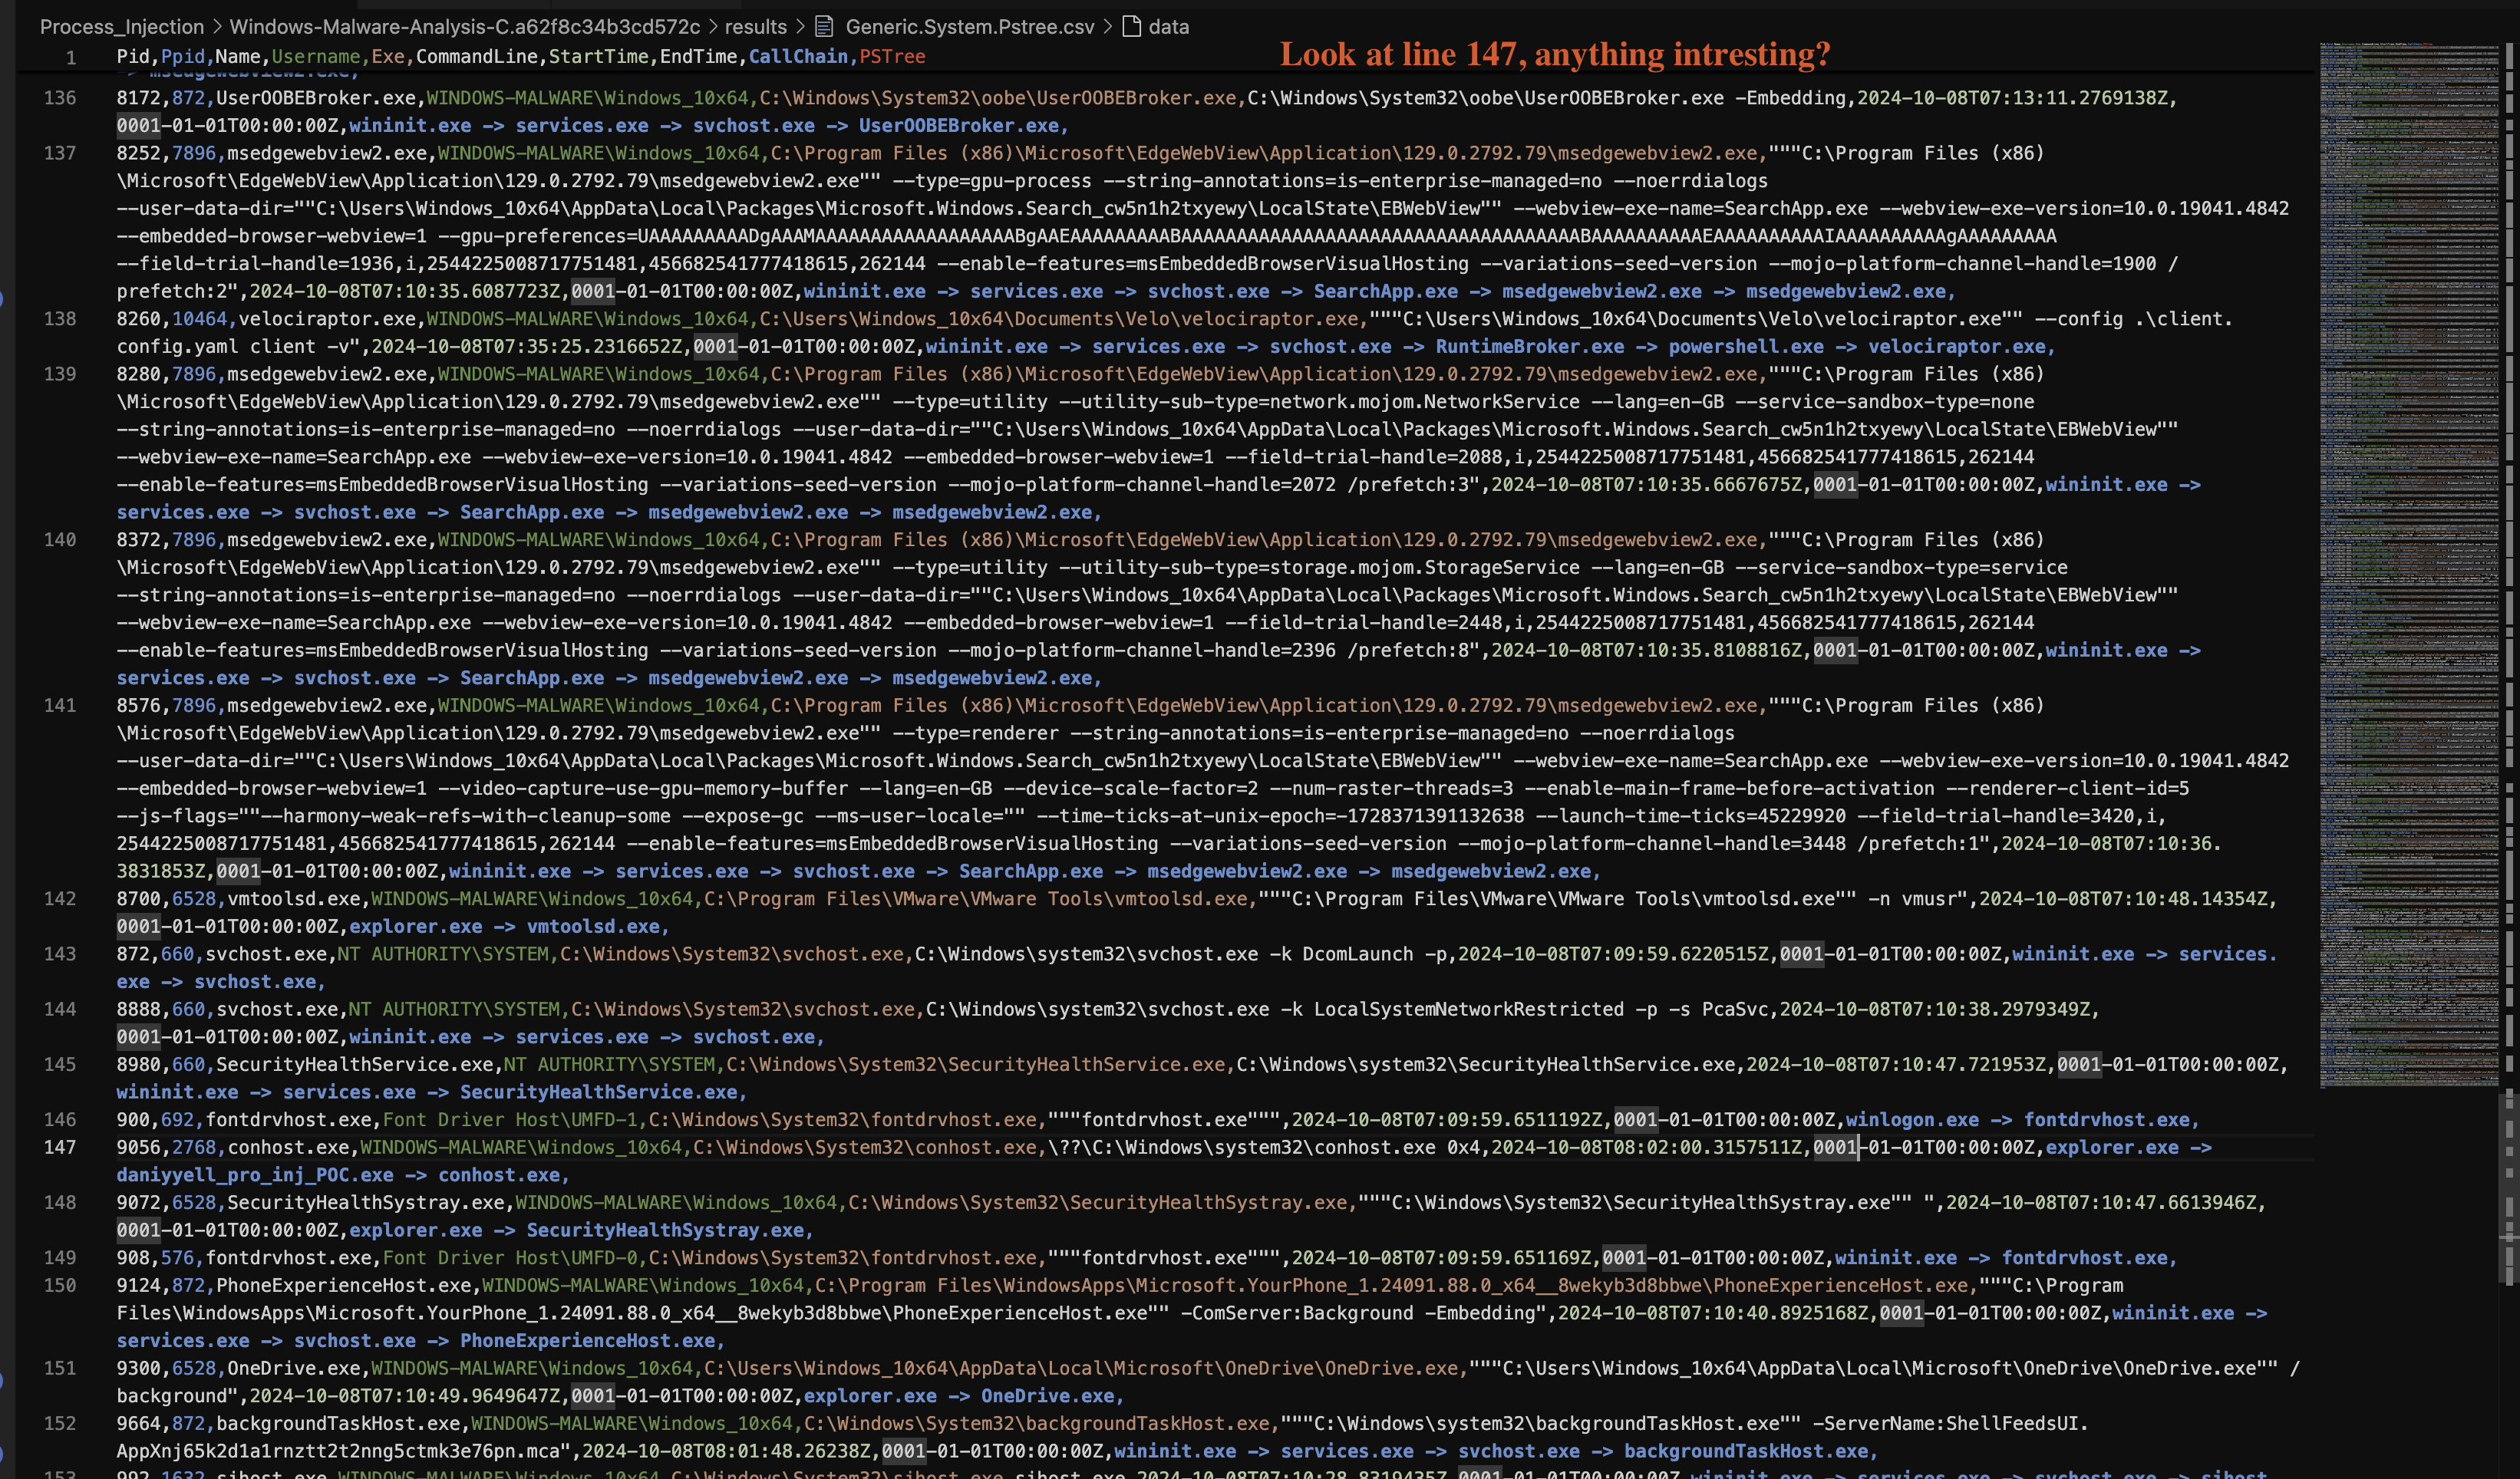 Process_Injection > Windows-Malware-Analysis-C.a62f8c34b3cd572c > results > Generic.System.Pstree.csv > data
1 Pid,Ppid,Name,Username,Exe,CommandLine,StartTime,EndTime,CallChain,PSTree
Look at line 147, anything intresting?
-> msedgewebview2.exe,
136 8172,872,UserOOBEBroker.exe,WINDOWS-MALWARE\Windows_10x64,C:\Windows\System32\oobe\UserOOBEBroker.exe,C:\Windows\System32\oobe\UserOOBEBroker.exe -Embedding,2024-10-08T07:13:11.2769138Z,
0001-01-01T00:00:00Z,wininit.exe -> services.exe -> svchost.exe -> UserOOBEBroker.exe,
137 8252,7896,msedgewebview2.exe,WINDOWS-MALWARE\Windows_10x64,C:\Program Files (x86)\Microsoft\EdgeWebView\Application\129.0.2792.79\msedgewebview2.exe,"""C:\Program Files (x86)
\Microsoft\EdgeWebView\Application\129.0.2792.79\msedgewebview2.exe"" --type=gpu-process --string-annotations=is-enterprise-managed=no --noerrdialogs
--user-data-dir=""C:\Users\Windows_10x64\AppData\Local\Packages\Microsoft.Windows.Search_cw5n1h2txyewy\LocalState\EBWebView"" --webview-exe-name=SearchApp.exe --webview-exe-version=10.0.19041.4842
--embedded-browser-webview=1
--field-trial-handle=1936,i,2544225008717751481,456682541777418615,262144 --enable-features=msEmbeddedBrowserVisualHosting --variations-seed-version --mojo-platform-channel-handle=1900 /
prefetch:2",2024-10-08T07:10:35.6087723Z,0001-01-01T00:00:00Z,wininit.exe -> services.exe -> svchost.exe -> SearchApp.exe -> msedgewebview2.exe -> msedgewebview2.exe,
138 8260,10464,velociraptor.exe,WINDOWS-MALWARE\Windows_10x64,C:\Users\Windows_10x64\Documents\Velo\velociraptor.exe,"""C:\Users\Windows_10x64\Documents\Velo\velociraptor.exe"" --config .\client.
config.yaml client -v",2024-10-08T07:35:25.2316652Z,0001-01-01T00:00:00Z,wininit.exe -> services.exe -> svchost.exe -> RuntimeBroker.exe -> powershell.exe -> velociraptor.exe,
139 8280,7896,msedgewebview2.exe,WINDOWS-MALWARE\Windows_10x64,C:\Program Files (x86)\Microsoft\EdgeWebView\Application\129.0.2792.79\msedgewebview2.exe,"""C:\Program Files (x86)
\Microsoft\EdgeWebView\Application\129.0.2792.79\msedgewebview2.exe"" --type=utility --utility-sub-type=network.mojom.NetworkService --lang=en-GB --service-sandbox-type=none
--string-annotations=is-enterprise-managed=no --noerrdialogs --user-data-dir=""C:\Users\Windows_10x64\AppData\Local\Packages\Microsoft.Windows.Search_cw5n1h2txyewy\LocalState\EBWebView""
--webview-exe-name=SearchApp.exe --webview-exe-version=10.0.19041.4842 --embedded-browser-webview=1 --field-trial-handle=2088,i,2544225008717751481,456682541777418615,262144
--enable-features=msEmbeddedBrowserVisualHosting --variations-seed-version --mojo-platform-channel-handle=2072 /prefetch:3",2024-10-08T07:10:35.6667675Z,0001-01-01T00:00:00Z,wininit.exe ->
services.exe -> svchost.exe -> SearchApp.exe -> msedgewebview2.exe -> msedgewebview2.exe,
140 8372,7896,msedgewebview2.exe,WINDOWS-MALWARE\Windows_10x64,C:\Program Files (x86)\Microsoft\EdgeWebView\Application\129.0.2792.79\msedgewebview2.exe,"""C:\Program Files (x86)
\Microsoft\EdgeWebView\Application\129.0.2792.79\msedgewebview2.exe"" --type=utility --utility-sub-type=storage.mojom.StorageService --lang=en-GB --service-sandbox-type=service
--string-annotations=is-enterprise-managed=no --noerrdialogs --user-data-dir=""C:\Users\Windows_10x64\AppData\Local\Packages\Microsoft.Windows.Search_cw5n1h2txyewy\LocalState\EBWebView""
--webview-exe-name=SearchApp.exe --webview-exe-version=10.0.19041.4842 --embedded-browser-webview=1 --field-trial-handle=2448,i,2544225008717751481,456682541777418615,262144
--enable-features=msEmbeddedBrowserVisualHosting --variations-seed-version --mojo-platform-channel-handle=2396 /prefetch:8",2024-10-08T07:10:35.8108816Z,0001-01-01T00:00:00Z,wininit.exe ->
services.exe -> svchost.exe -> SearchApp.exe -> msedgewebview2.exe -> msedgewebview2.exe,
141 8576,7896,msedgewebview2.exe,WINDOWS-MALWARE\Windows_10x64,C:\Program Files (x86)\Microsoft\EdgeWebView\Application\129.0.2792.79\msedgewebview2.exe,"""C:\Program Files (x86)
\Microsoft\EdgeWebView\Application\129.0.2792.79\msedgewebview2.exe"" --type=renderer --string-annotations=is-enterprise-managed=no --noerrdialogs
--user-data-dir=""C:\Users\Windows_10x64\AppData\Local\Packages\Microsoft.Windows.Search_cw5n1h2txyewy\LocalState\EBWebView"" --webview-exe-name=SearchApp.exe --webview-exe-version=10.0.19041.4842
--embedded-browser-webview=1 --video-capture-use-gpu-memory-buffer --lang=en-GB --device-scale-factor=2 --num-raster-threads=3 --enable-main-frame-before-activation --renderer-client-id=5
--js-flags=""--harmony-weak-refs-with-cleanup-some --expose-gc --ms-user-locale="" --time-ticks-at-unix-epoch=-1728371391132638 --launch-time-ticks=45229920 --field-trial-handle=3420,i,
2544225008717751481,456682541777418615,262144 --enable-features=msEmbeddedBrowserVisualHosting --variations-seed-version --mojo-platform-channel-handle=3448 /prefetch:1",2024-10-08T07:10:36.
3831853Z,0001-01-01T00:00:00Z,wininit.exe -> services.exe -> svchost.exe -> SearchApp.exe -> msedgewebview2.exe -> msedgewebview2.exe,
142 8700,6528,vmtoolsd.exe,WINDOWS-MALWARE\Windows_10x64,C:\Program Files\VMware\VMware Tools\vmtoolsd.exe,"""C:\Program Files\VMware\VMware Tools\vmtoolsd.exe"" -n vmusr",2024-10-08T07:10:48.14354Z,
0001-01-01T00:00:00Z,explorer.exe -> vmtoolsd.exe,
143 872,660,svchost.exe,NT AUTHORITY\SYSTEM,C:\Windows\System32\svchost.exe,C:\Windows\system32\svchost.exe -k DcomLaunch -p,2024-10-08T07:09:59.6220515Z,0001-01-01T00:00:00Z,wininit.exe -> services.
exe -> svchost.exe,
144 8888,660,svchost.exe,NT AUTHORITY\SYSTEM,C:\Windows\System32\svchost.exe,C:\Windows\system32\svchost.exe -k LocalSystemNetworkRestricted -p -s PcaSvc,2024-10-08T07:10:38.2979349Z,
0001-01-01T00:00:00Z,wininit.exe -> services.exe -> svchost.exe,
145 8980,660,SecurityHealthService.exe,NT AUTHORITY\SYSTEM,C:\Windows\System32\SecurityHealthService.exe,C:\Windows\system32\SecurityHealthService.exe,2024-10-08T07:10:47.721953Z,0001-01-01T00:00:00Z,
wininit.exe -> services.exe -> SecurityHealthService.exe,
146 900,692,fontdrvhost.exe,Font Driver Host\UMFD-1,C:\Windows\System32\fontdrvhost.exe,"""fontdrvhost.exe""",2024-10-08T07:09:59.6511192Z,0001-01-01T00:00:00Z,winlogon.exe -> fontdrvhost.exe,
147 9056,2768,conhost.exe,WINDOWS-MALWARE\Windows_10x64,C:\Windows\System32\conhost.exe,\??\C:\Windows\system32\conhost.exe 0x4,2024-10-08T08:02:00.3157511Z,0001-01-01T00:00:00Z,explorer.exe ->
daniyyell_pro_inj_POC.exe -> conhost.exe,
148 9072,6528,SecurityHealthSystray.exe,WINDOWS-MALWARE\Windows_10x64,C:\Windows\System32\SecurityHealthSystray.exe,"""C:\Windows\System32\SecurityHealthSystray.exe"" ",2024-10-08T07:10:47.6613946Z,
0001-01-01T00:00:00Z,explorer.exe -> SecurityHealthSystray.exe,
149 908,576,fontdrvhost.exe,Font Driver Host\UMFD-0,C:\Windows\System32\fontdrvhost.exe,"""fontdrvhost.exe""",2024-10-08T07:09:59.651169Z,0001-01-01T00:00:00Z,wininit.exe -> fontdrvhost.exe,
150 9124,872,PhoneExperienceHost.exe,WINDOWS-MALWARE\Windows_10x64,C:\Program Files\WindowsApps\Microsoft.YourPhone_1.24091.88.0_x64__8wekyb3d8bbwe\PhoneExperienceHost.exe,"""C:\Program
Files\WindowsApps\Microsoft.YourPhone_1.24091.88.0_x64__8wekyb3d8bbwe\PhoneExperienceHost.exe"" -ComServer:Background -Embedding",2024-10-08T07:10:40.8925168Z,0001-01-01T00:00:00Z,wininit.exe ->
services.exe -> svchost.exe -> PhoneExperienceHost.exe,
151 9300,6528,OneDrive.exe,WINDOWS-MALWARE\Windows_10x64,C:\Users\Windows_10x64\AppData\Local\Microsoft\OneDrive\OneDrive.exe,"""C:\Users\Windows_10x64\AppData\Local\Microsoft\OneDrive\OneDrive.exe"" /
background",2024-10-08T07:10:49.9649647Z,0001-01-01T00:00:00Z,explorer.exe -> OneDrive.exe,
152 9664,872,backgroundTaskHost.exe,WINDOWS-MALWARE\Windows_10x64,C:\Windows\System32\backgroundTaskHost.exe,"""C:\Windows\system32\backgroundTaskHost.exe"" -ServerName:ShellFeedsUI.
AppXnj65k2d1a1rnztt2t2nng5ctmk3e76pn.mca",2024-10-08T08:01:48.26238Z,0001-01-01T00:00:00Z,wininit.exe -> services.exe -> svchost.exe -> backgroundTaskHost.exe,